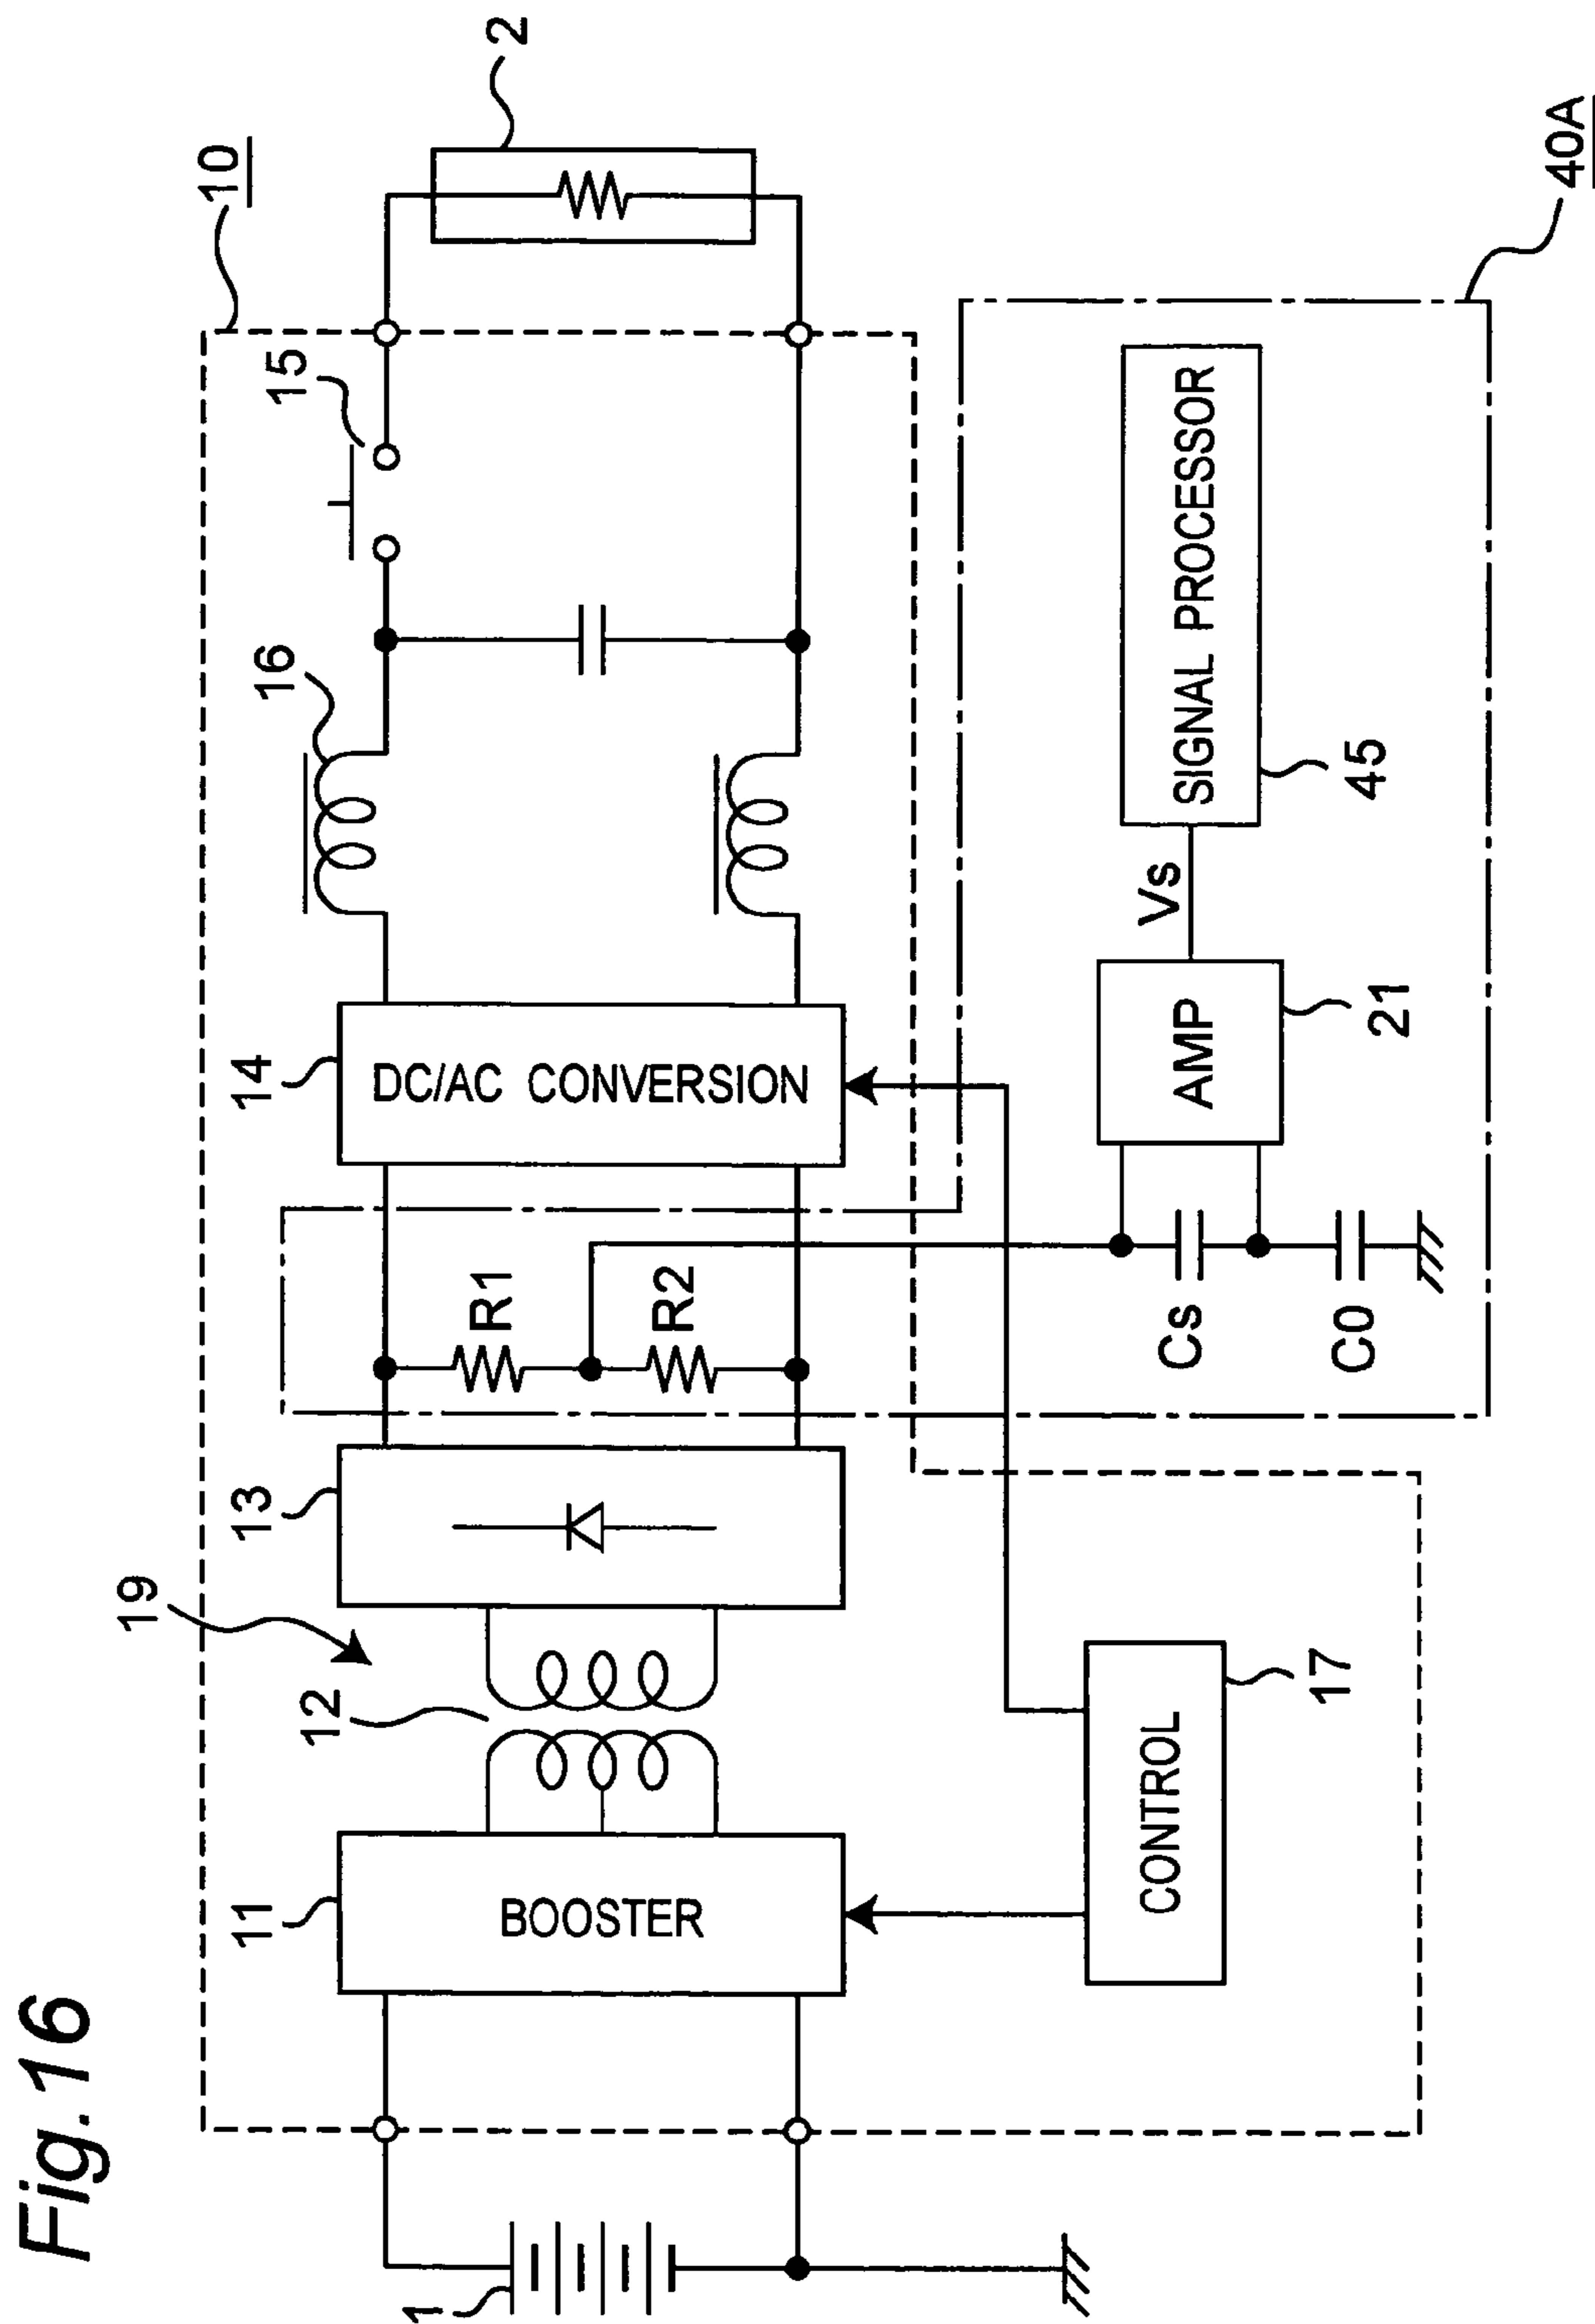 Fig.16
10
19
15
16
14
13
12
11
1
2
BOOSTER
DC/AC CONVERSION
R1
R2
CONTROL
17
Cs
C0
AMP
21
Vs
SIGNAL PROCESSOR
45
40A